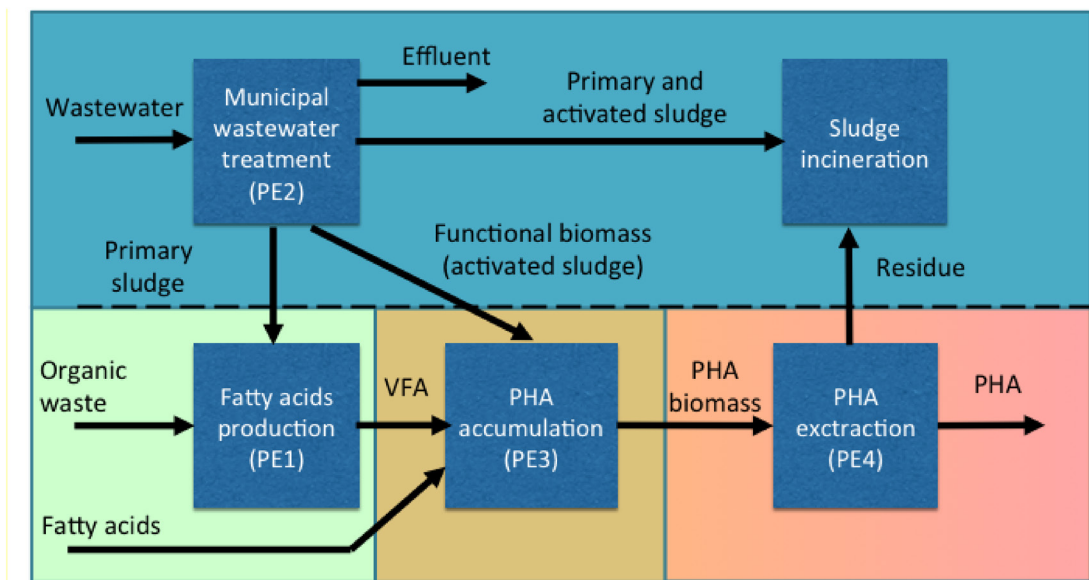 Wastewater
Municipal
wastewater
treatment
(PE2)
Effluent
Primary and
activated sludge
Sludge
incineration
Primary
sludge
Functional biomass
(activated sludge)
Residue
Organic
waste
Fatty acids
production
(PE1)
VFA
PHA
accumulation
(PE3)
PHA
biomass
PHA
exctraction
(PE4)
PHA
Fatty acids